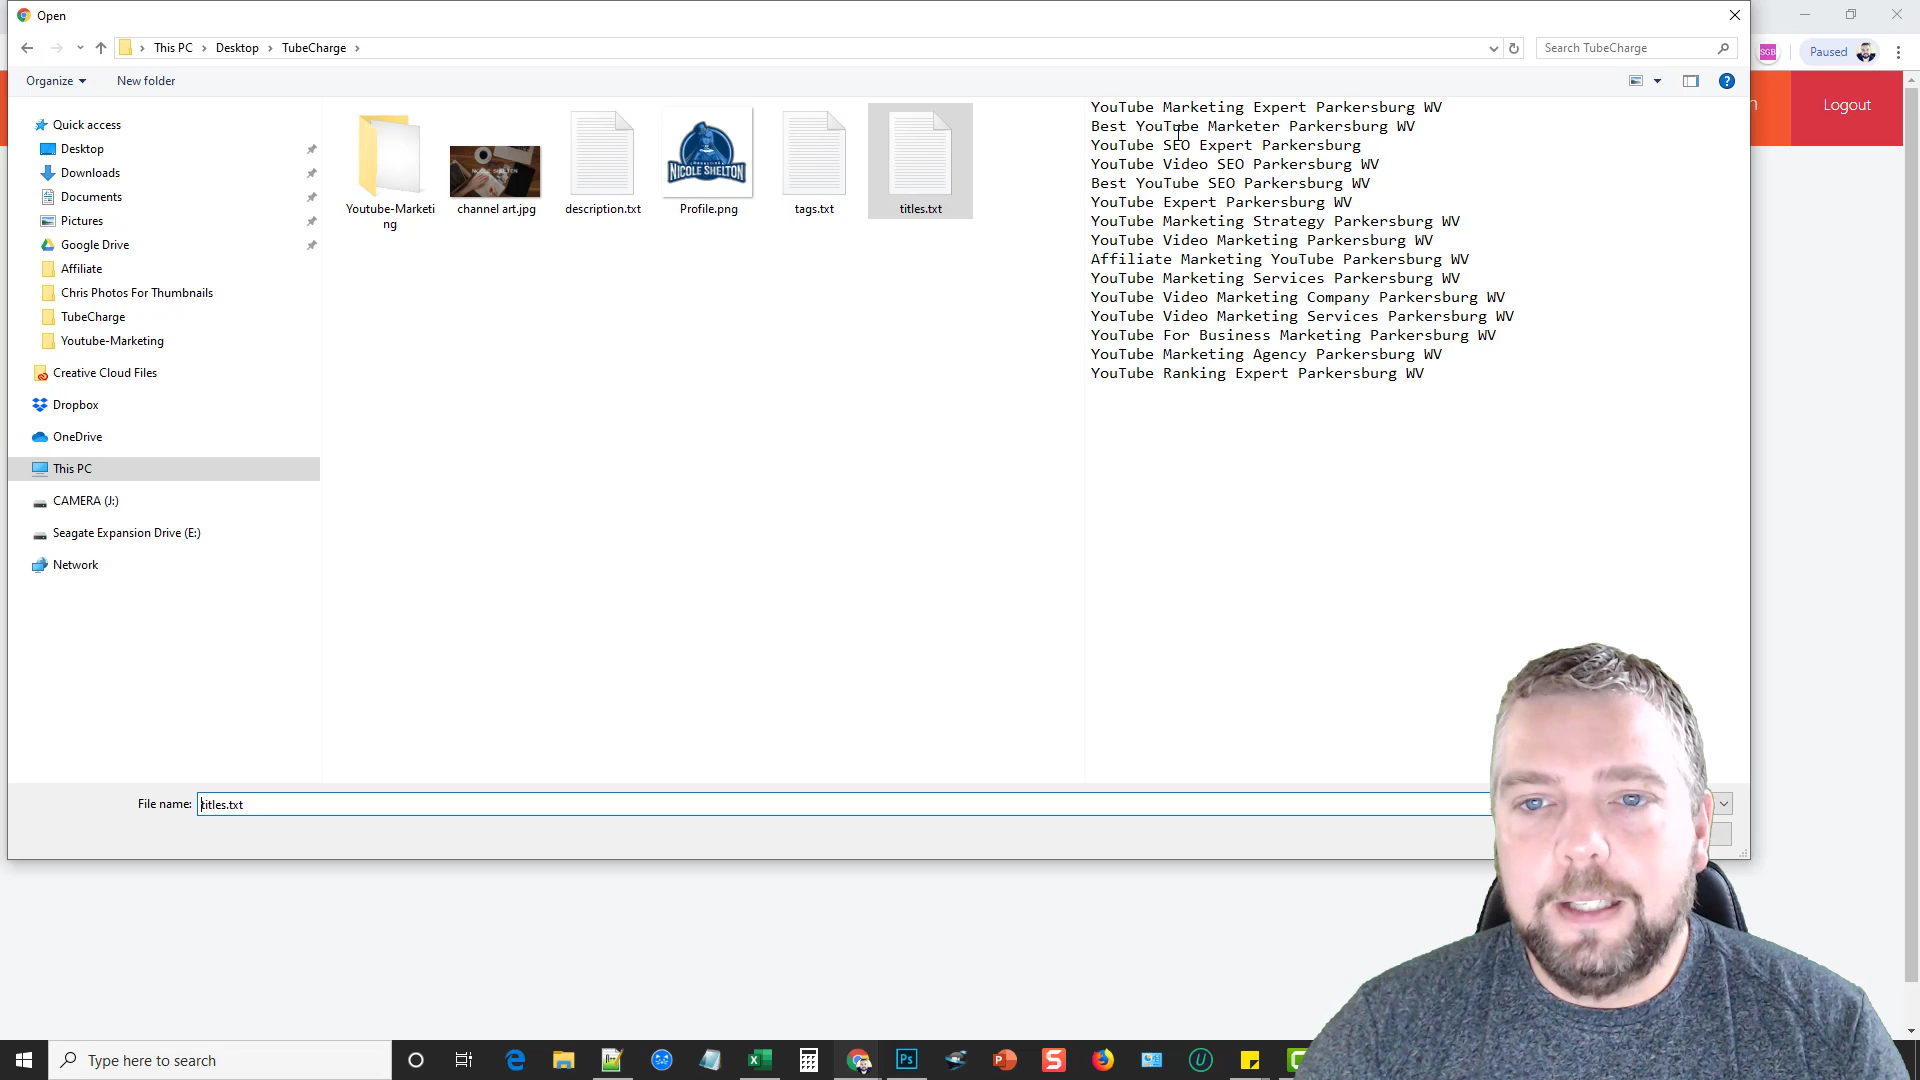 Open
This PC
Desktop
TubeCharge
Search TubeCharge
Paused
SGB
Organize
New folder
Logout
Quick access
Desktop
Downloads
Documents
Pictures
Google Drive
Affiliate
Chris Photos For Thumbnails
TubeCharge
Youtube-Marketing
Creative Cloud Files
Dropbox
OneDrive
This PC
CAMERA (J:)
Seagate Expansion Drive (E:)
Network
Youtube-Marketi
ng
channel art.jpg
description.txt
NICOLE SHELTON
Profile.png
tags.txt
titles.txt
YouTube Marketing Expert Parkersburg WV
Best YouTube Marketer Parkersburg WV
YouTube SEO Expert Parkersburg
YouTube Video SEO Parkersburg WV
Best YouTube SEO Parkersburg WV
YouTube Expert Parkersburg WV
YouTube Marketing Strategy Parkersburg WV
YouTube Video Marketing Parkersburg WV
Affiliate Marketing YouTube Parkersburg WV
YouTube Marketing Services Parkersburg WV
YouTube Video Marketing Company Parkersburg WV
YouTube Video Marketing Services Parkersburg WV
YouTube For Business Marketing Parkersburg WV
YouTube Marketing Agency Parkersburg WV
YouTube Ranking Expert Parkersburg WV
File name:
titles.txt
Type here to search
Ps